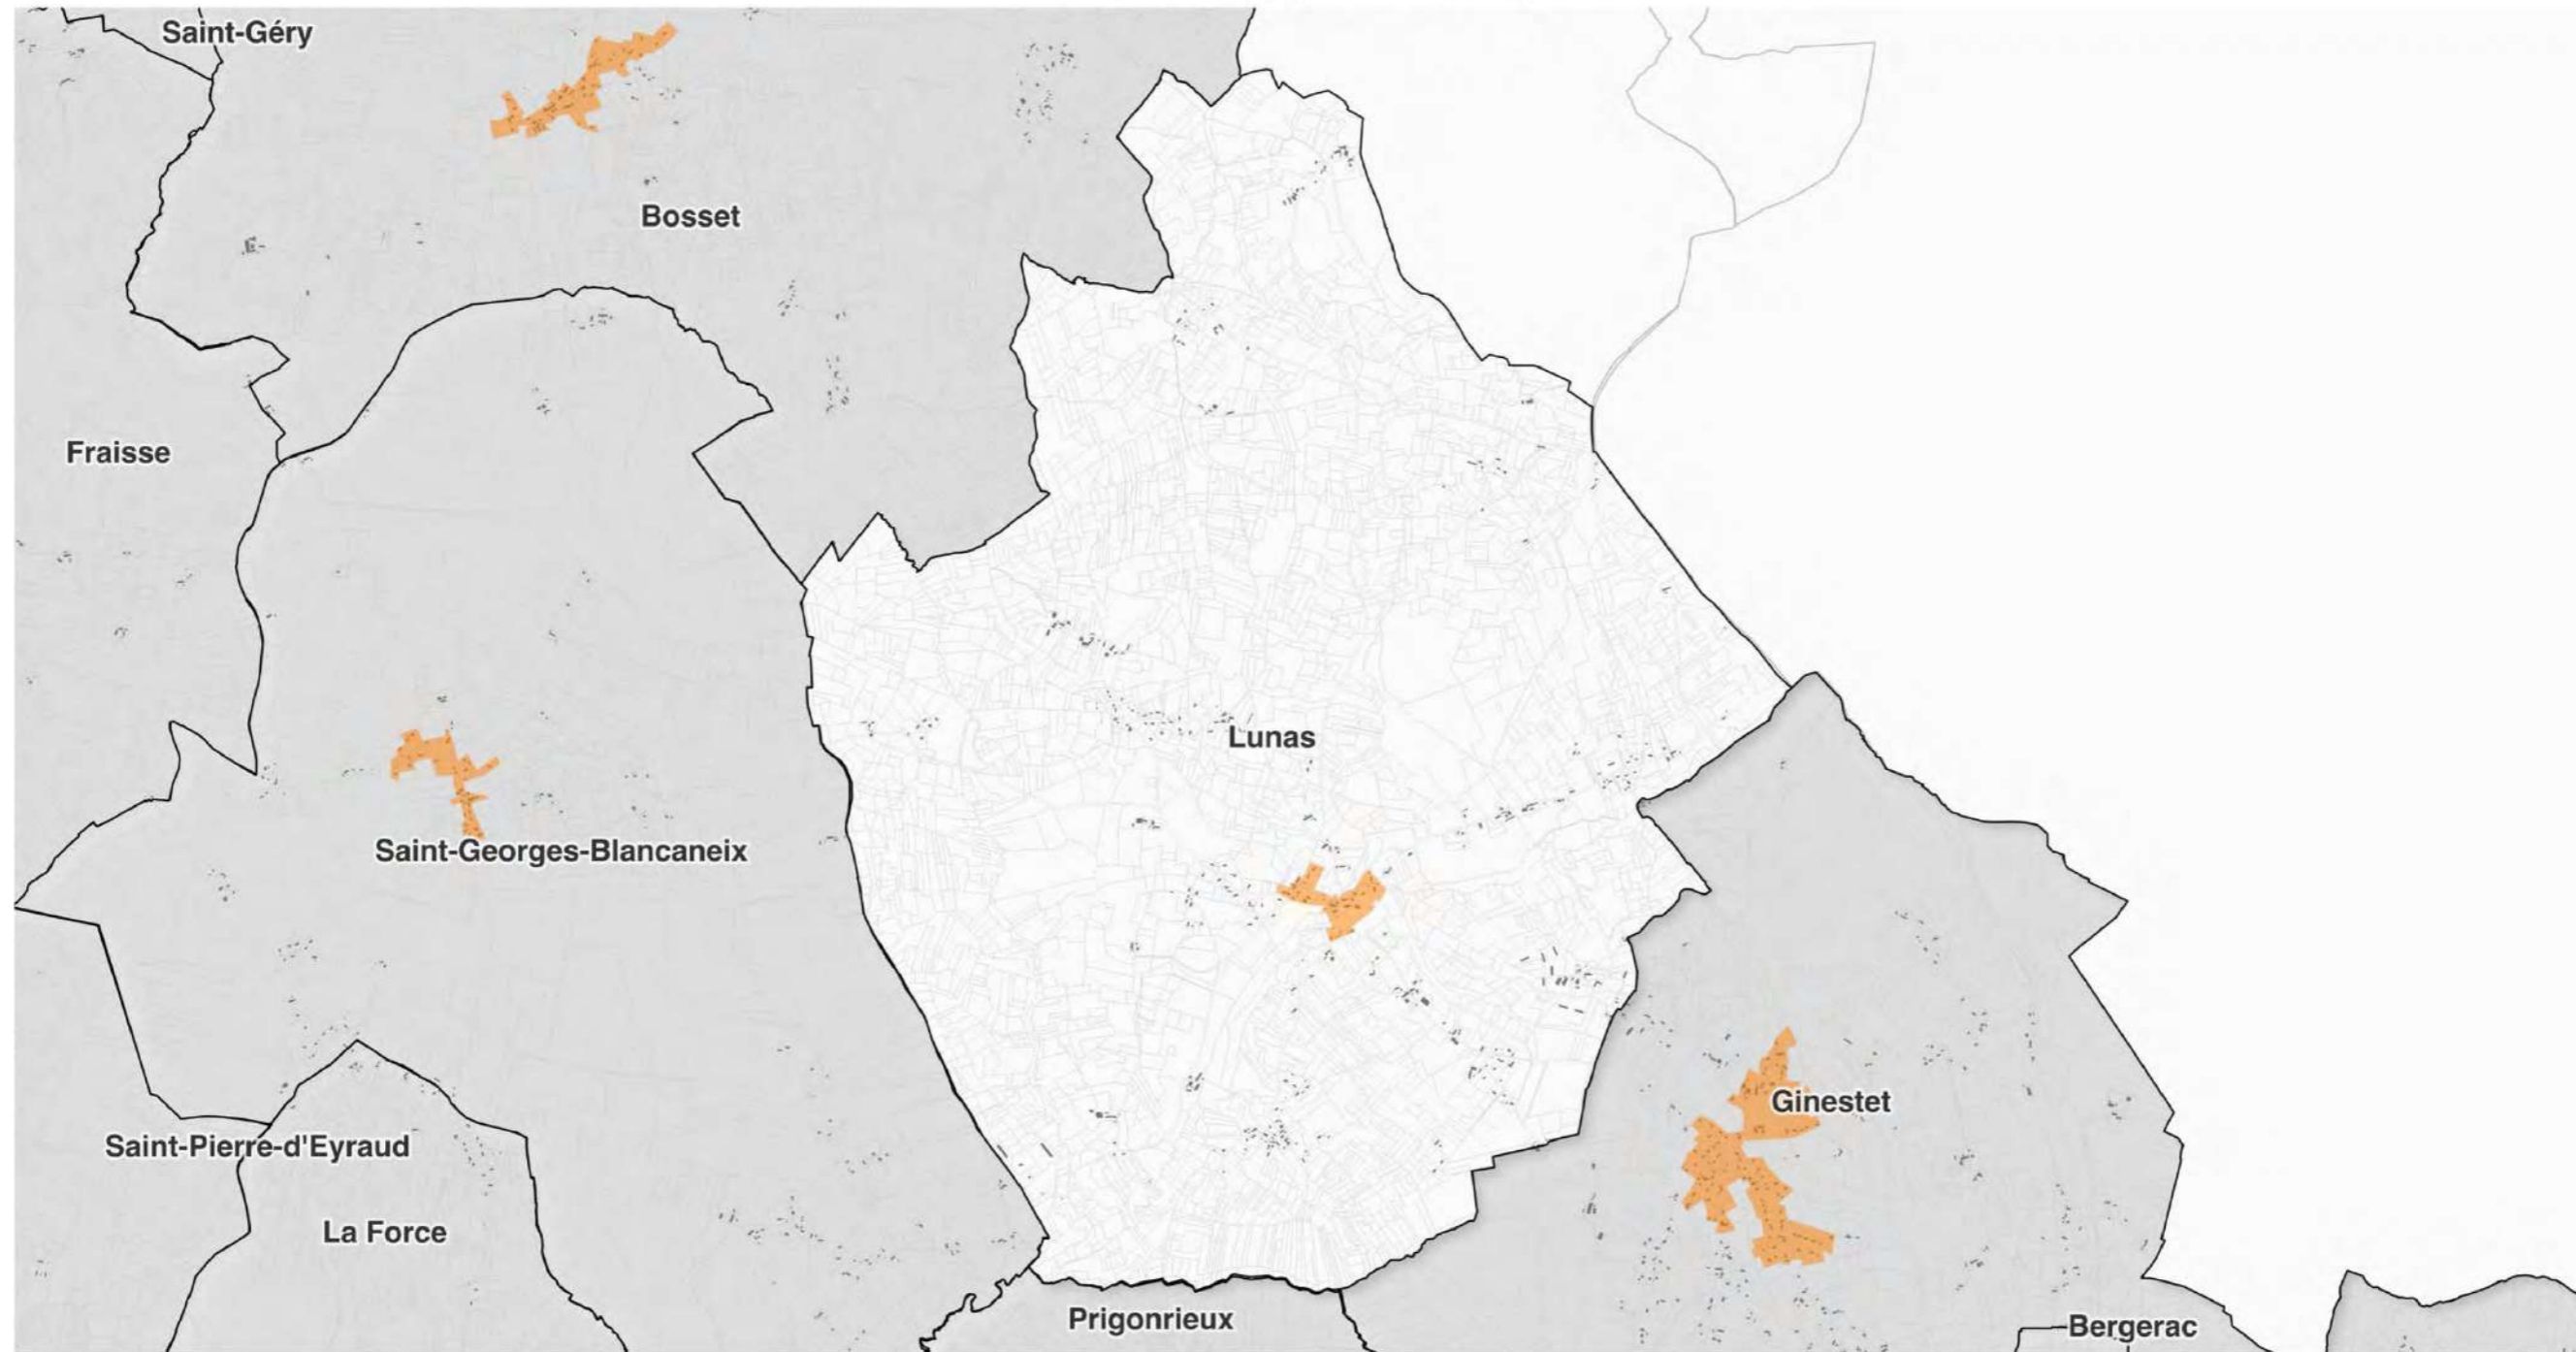 Saint-Géry
Bosset
Fraisse
Lunas
Saint-Georges-Blancaneix
Ginestet
Saint-Pierre-d'Eyraud
La Force
Prigonrieux
Bergerac